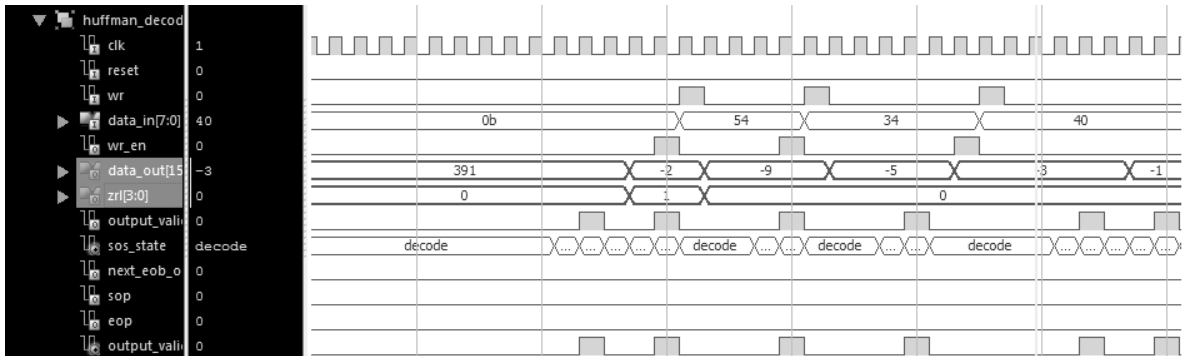 huffman_decod
clk 1
reset 0
wr 0
data_in[7:0] 40 0b 54 34 40
wr_en 0
data_out[15 -3 391 -2 -9 -5 -3 -1
zrl[3:0] 0 0 1 0
output_vali 0
sos_state decode decode ... ... ... ... ... decode ... ... decode ... ... decode ... ... ... ... ...
next_eob_o 0
sop 0
eop 0
output_vali 0